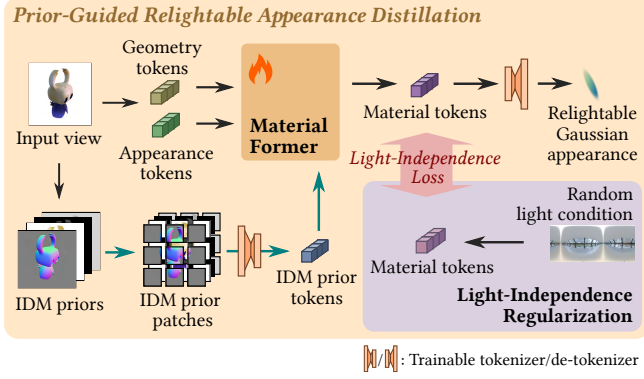 Prior-Guided Relightable Appearance Distillation
Geometry
tokens
Input view
Appearance
tokens
Material
Former
Material tokens
Relightable
Gaussian
appearance
Light-Independence
Loss
Random
light condition
Material tokens
IDM priors
IDM prior
patches
IDM prior
tokens
Light-Independence
Regularization
/ : Trainable tokenizer/de-tokenizer